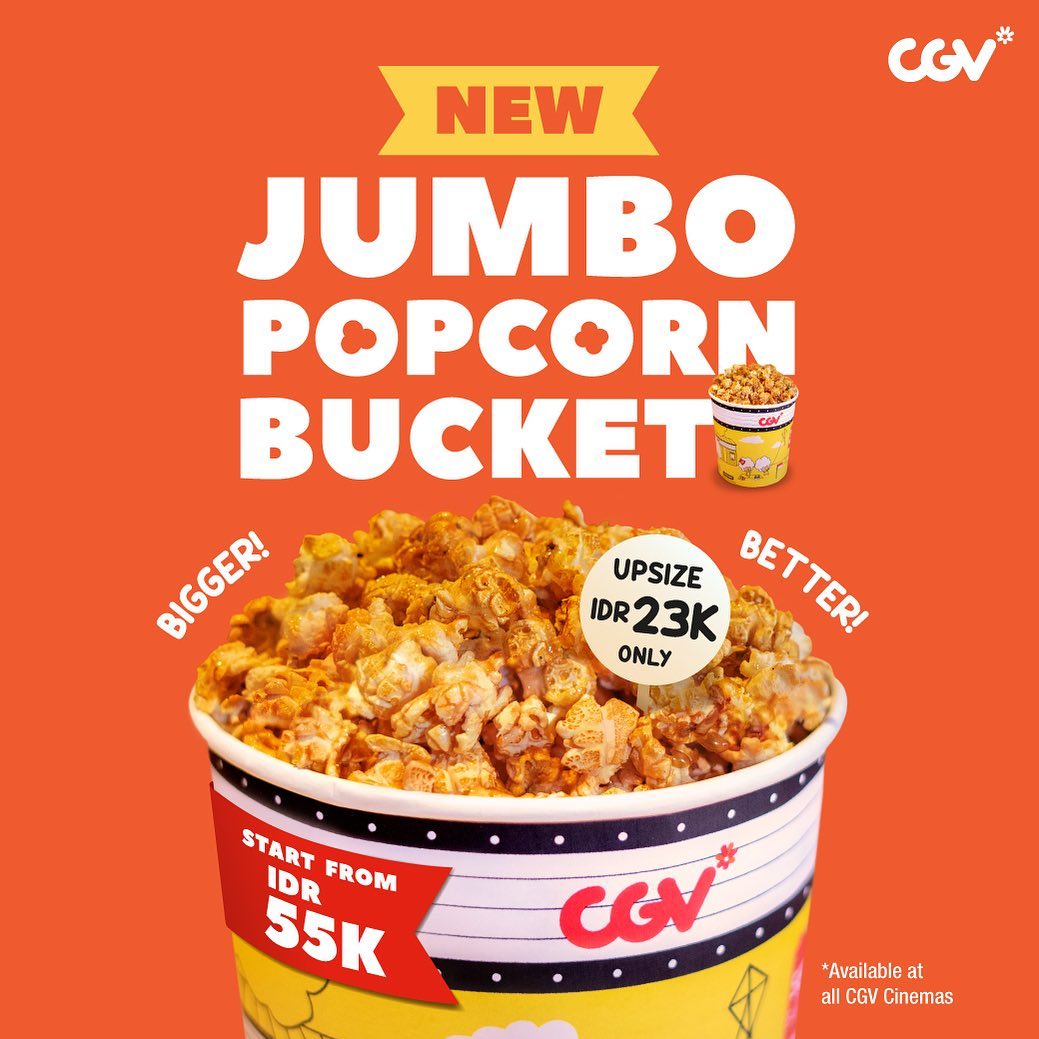 CGV
NEW
JUMBO
POPCORN
BUCKET
CGV
BIGGER!
BETTER!
UPSIZE
IDR 23K
ONLY
START FROM
IDR
55K
CGV
*Available at
all CGV Cinemas